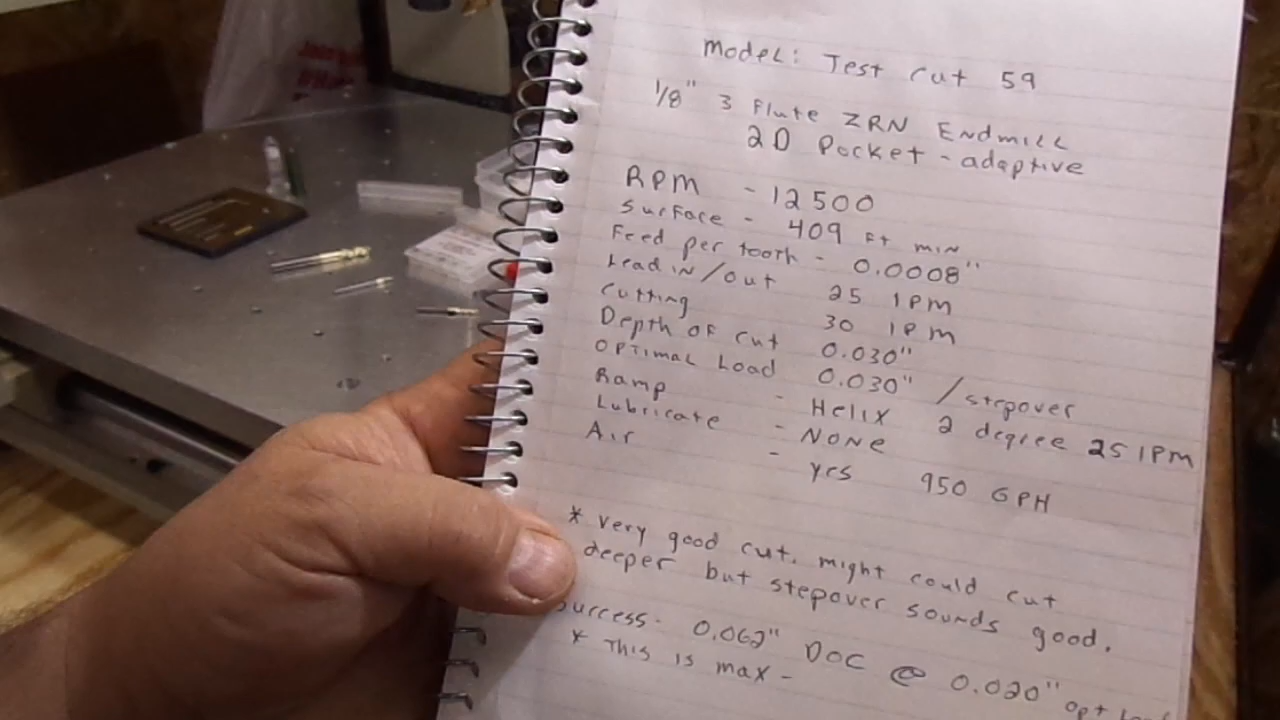 Model: Test cut 59
1/8" 3 Flute ZRN Endmill
2D Pocket - adaptive
RPM - 12500
Surface - 409 Ft min
Feed per tooth - 0.0008"
Lead in/out 25 IPM
Cutting 30 IPM
Depth of cut 0.030"
Optimal Load 0.030" / stepover
Ramp - Helix 2 degree 25 IPM
Lubricate - None
Air - yes 950 GPH
* Very good cut, might could cut
deeper but stepover sounds good.
Success - 0.062" DOC @ 0.020" opt
* This is max -